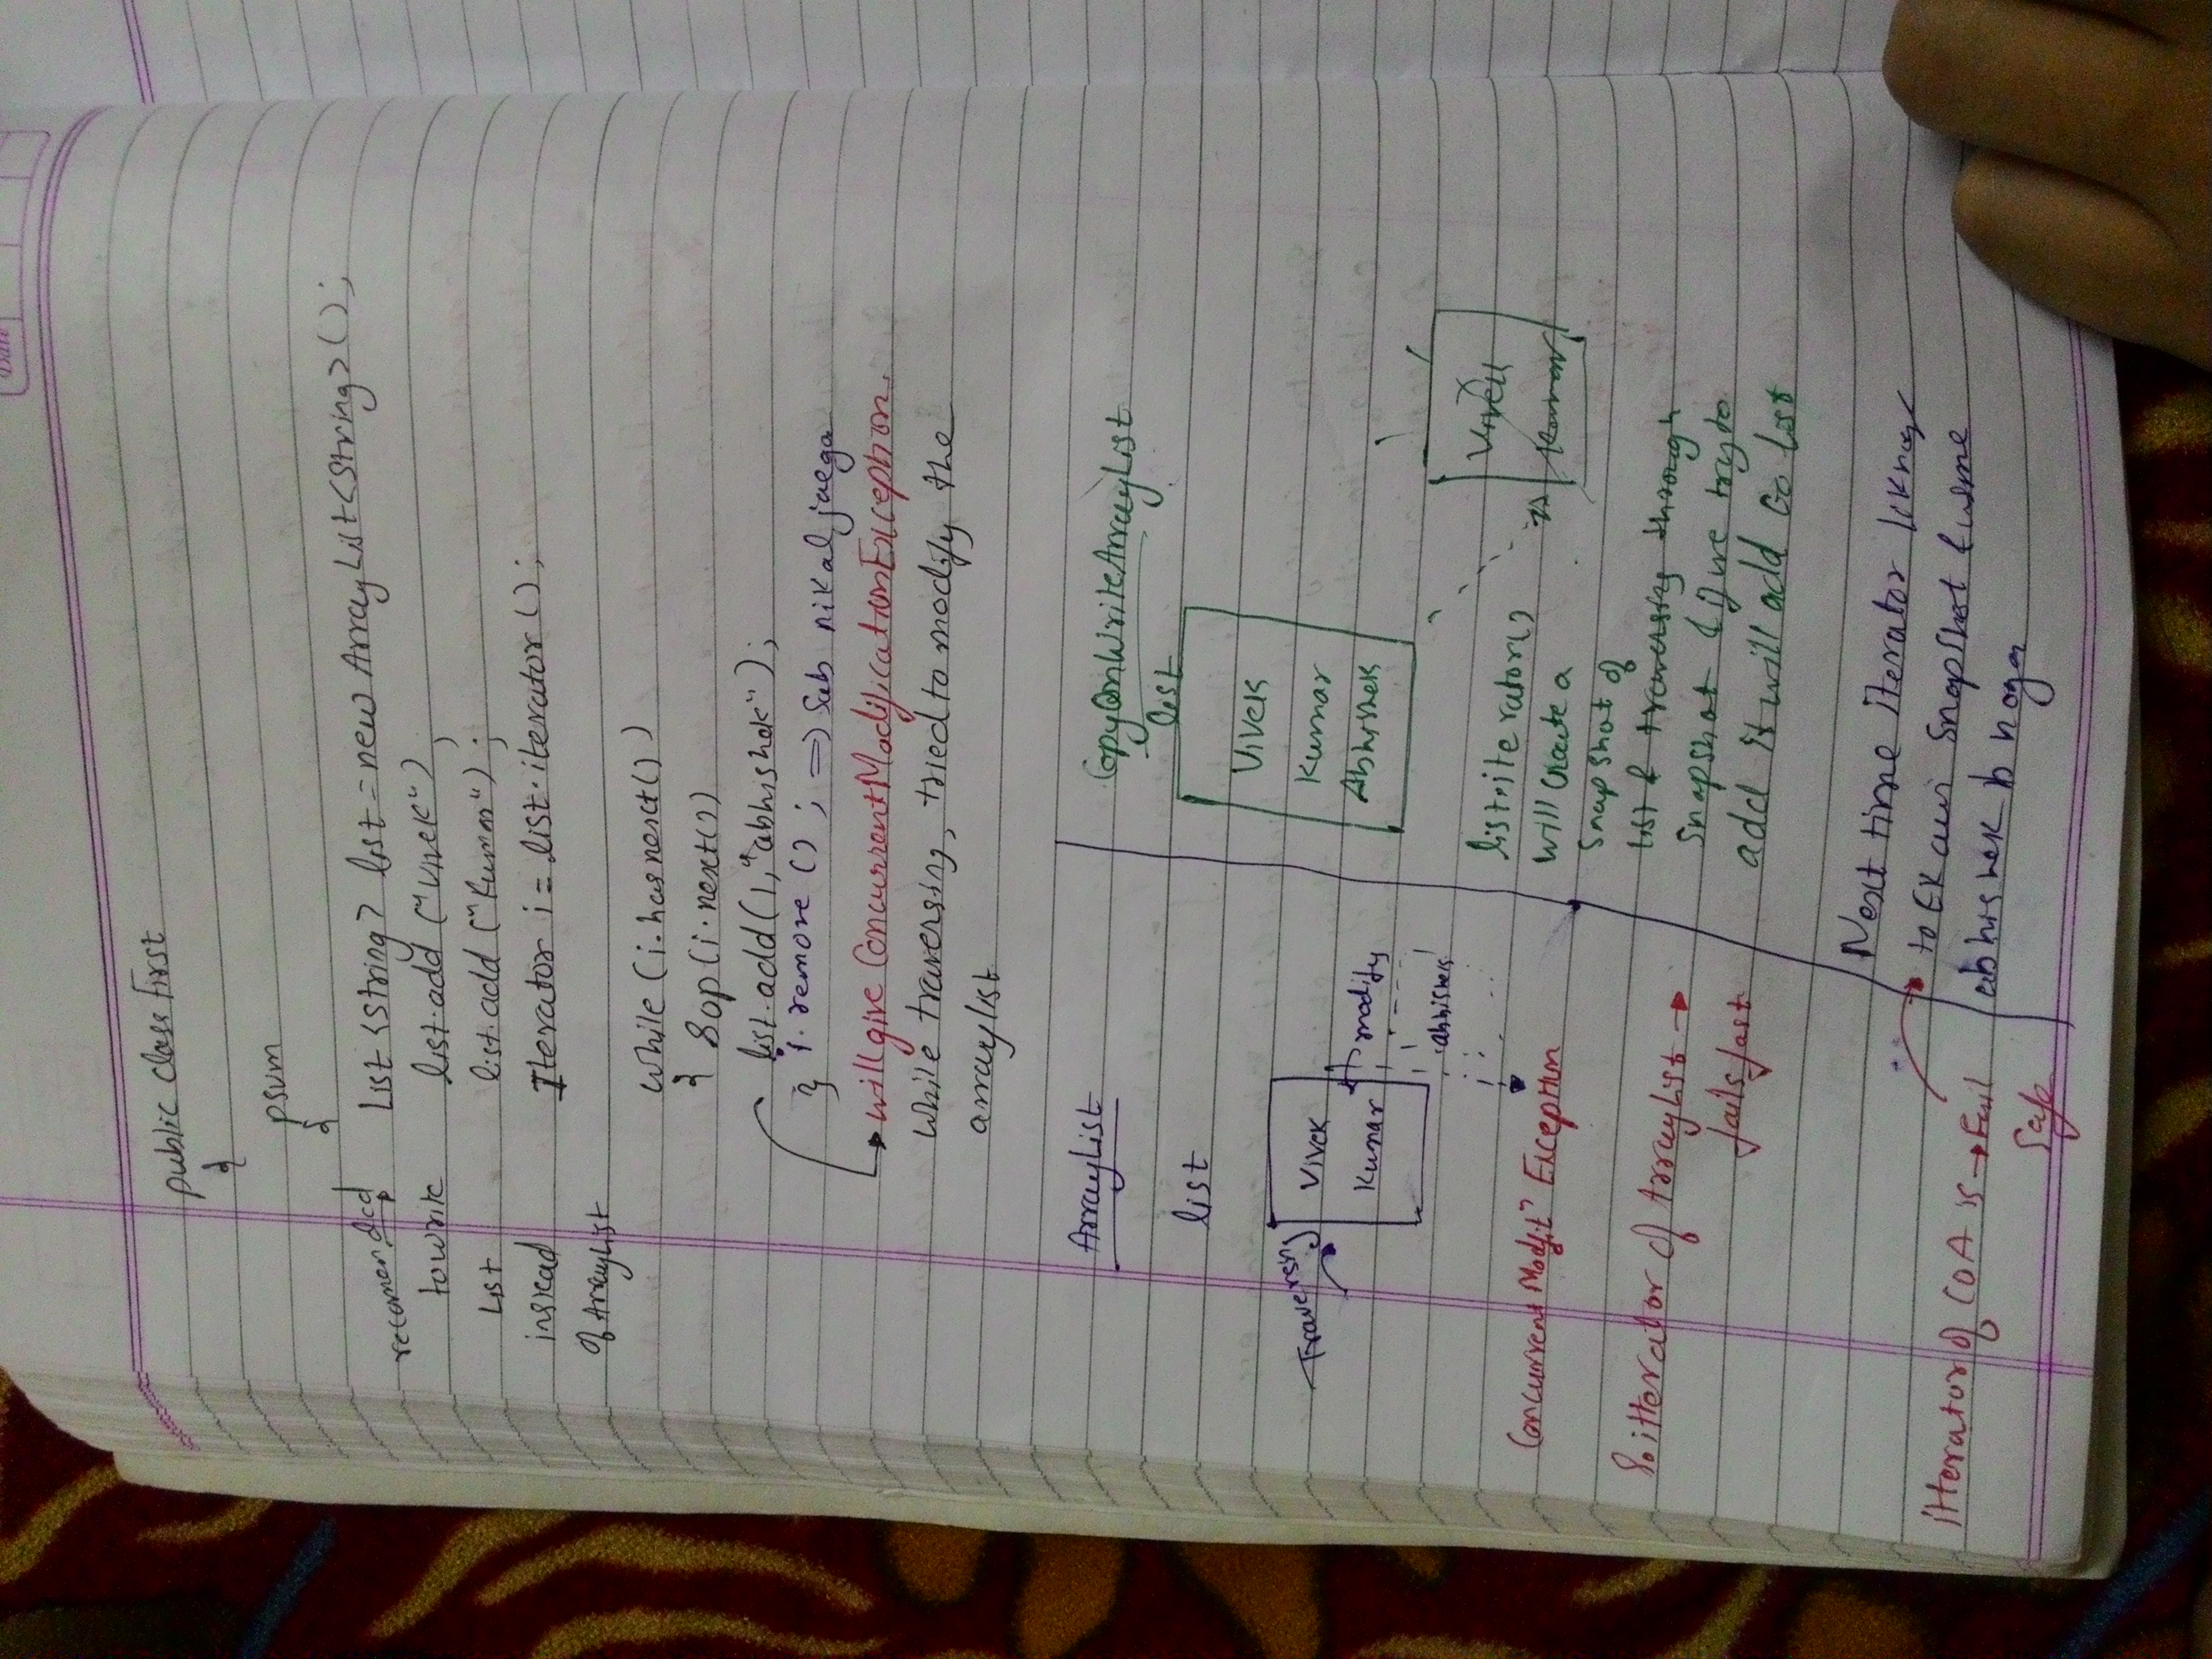 Date
public class First
{
psvm
{
recomended
to write
List
instead
of ArrayList
List <String> list = new ArrayList<String>();
list.add ("Vivek");
list.add ("Kumar");
Iterator i = list.iterator ();
while (i.hasnext())
{ Sop(i.next())
list.add(1,"abhishek");
} i.remove () ; => Sab nikal jaega
will give ConcurrentModificationException.
while traversing, tried to modify the
arraylist
ArrayList
list
Traversing
Vivek
Kumar
modify
abhishek
Concurrent Modfitn Exception
So itterator of ArrayList →
fails fast
itterator of COA is → Fail
Safe
CopyOnWriteArrayList
list
Vivek
Kumar
Abhishek
Vivek
Kumar
list.iterator()
will create a
snapshot of
list & traversing through
snapshot & if we try to
add it will add to list
Next time iterator
to Ek aur snapshot & usme
abhishek b hoga